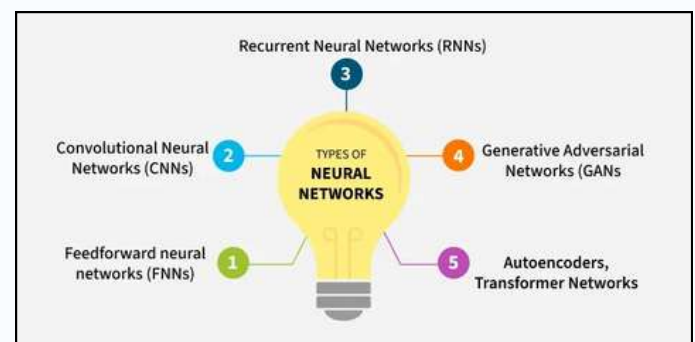 Recurrent Neural Networks (RNNs)
3
Convolutional Neural
Networks (CNNs)
2
TYPES OF
NEURAL
NETWORKS
4
Generative Adversarial
Networks (GANs
Feedforward neural
networks (FNNs)
1
5
Autoencoders,
Transformer Networks